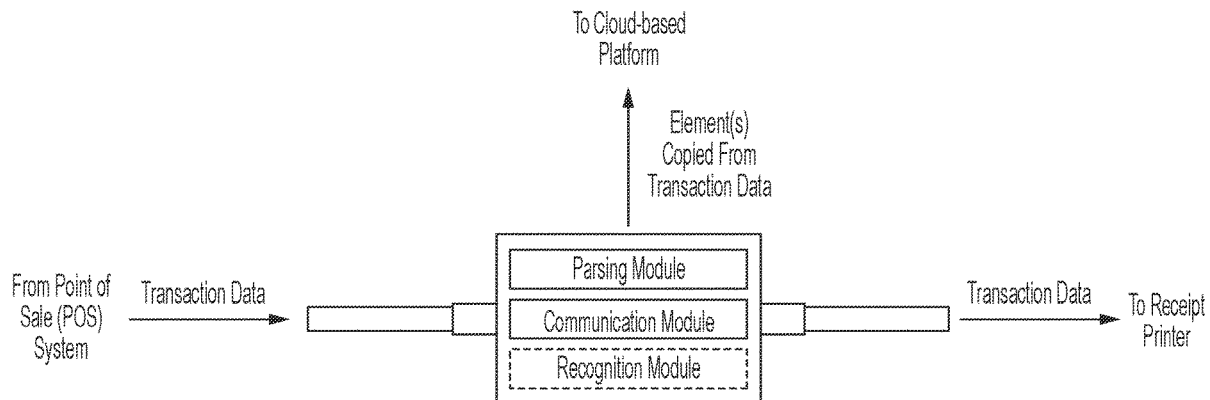 To Cloud-based
Platform
Element(s)
Copied From
Transaction Data
From Point of
Sale (POS)
System
Transaction Data
Parsing Module
Communication Module
Recognition Module
Transaction Data
To Receipt
Printer